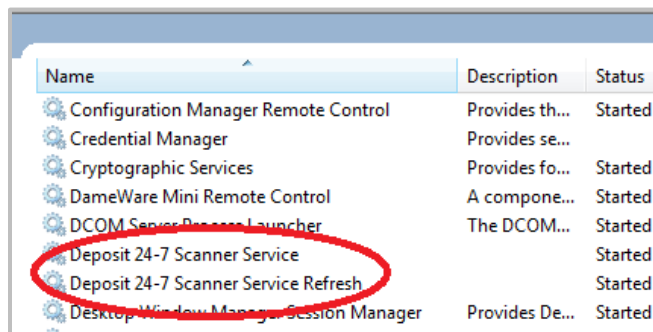 Name Description Status
Configuration Manager Remote Control Provides th... Started
Credential Manager Provides se...
Cryptographic Services Provides fo... Started
DameWare Mini Remote Control A compone... Started
DCOM Server Process Launcher The DCOM... Started
Deposit 24-7 Scanner Service Started
Deposit 24-7 Scanner Service Refresh Started
Desktop Window Manager Session Manager Provides De... Started